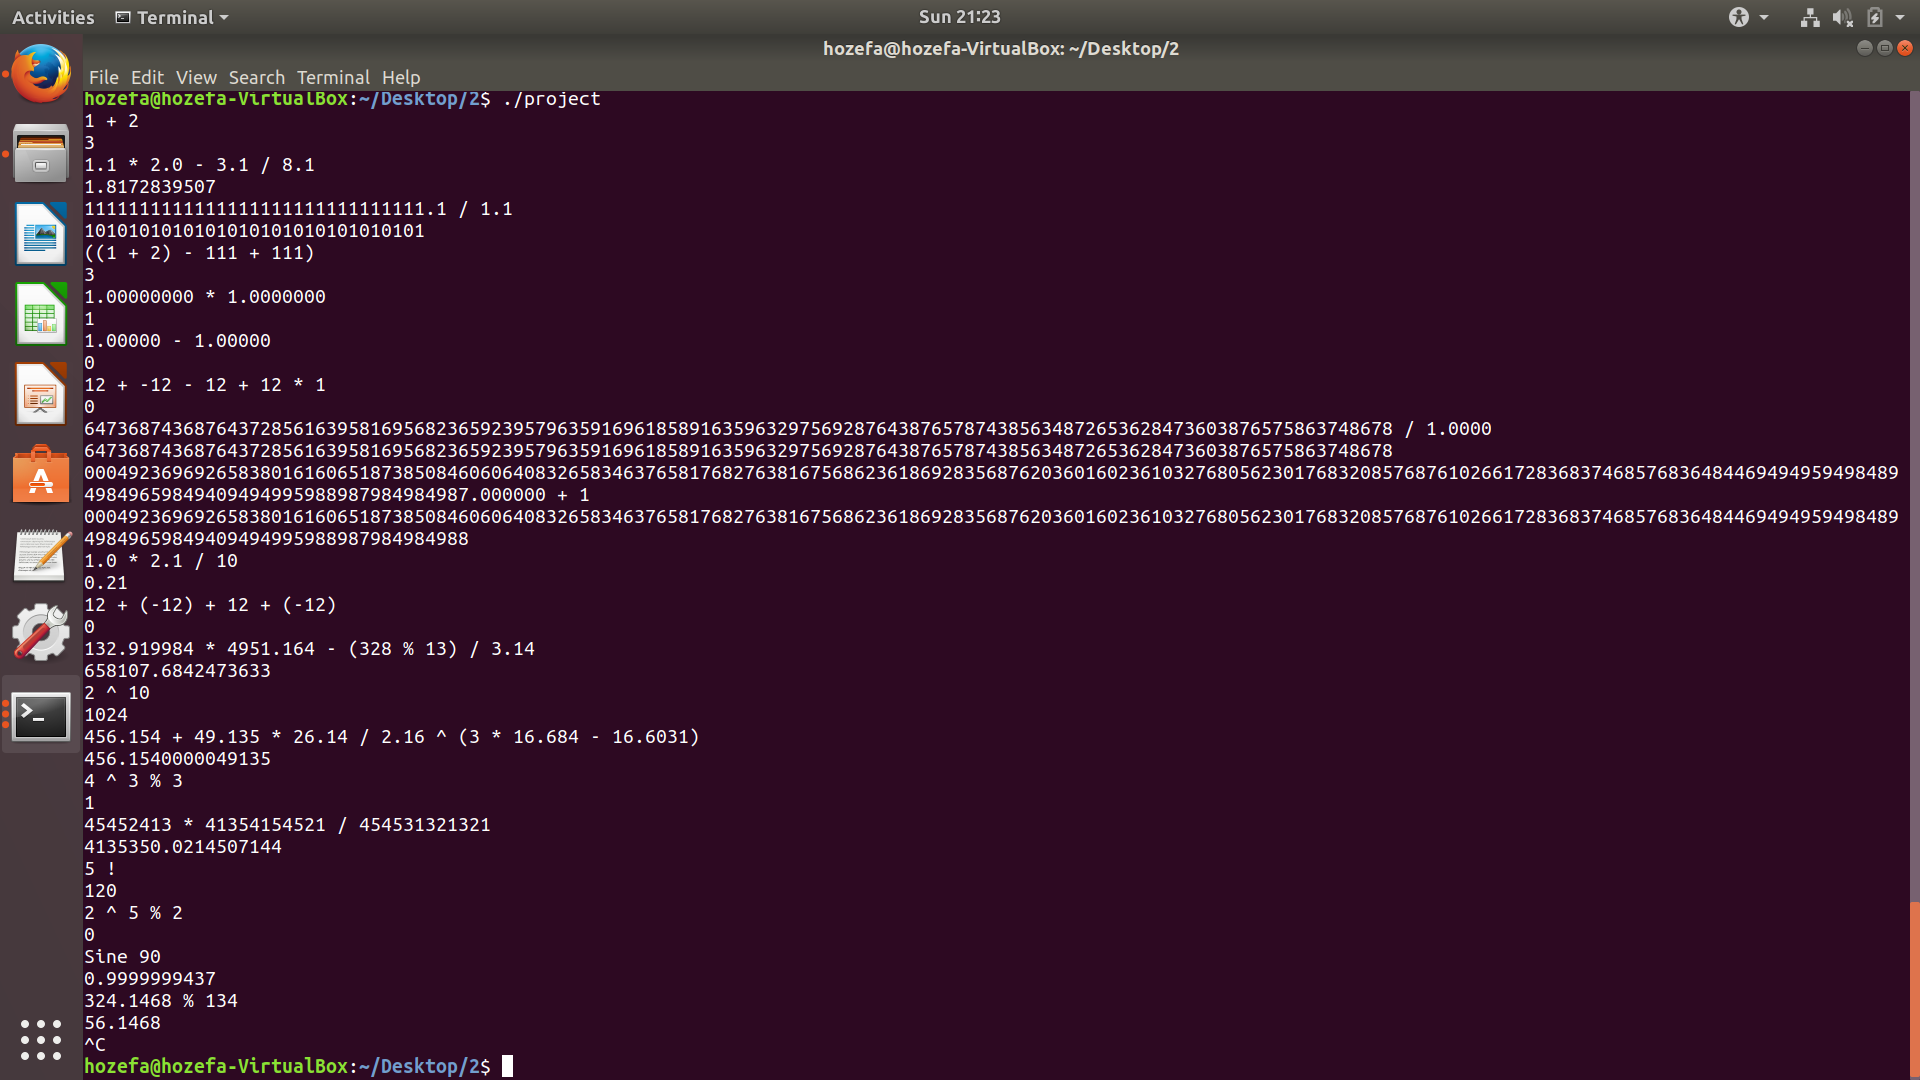 Activities Terminal Sun 21:23
hozefa@hozefa-VirtualBox: ~/Desktop/2
File Edit View Search Terminal Help
hozefa@hozefa-VirtualBox:~/Desktop/2$ ./project
1 + 2
3
1.1 * 2.0 - 3.1 / 8.1
1.8172839507
1111111111111111111111111111111.1 / 1.1
1010101010101010101010101010101
((1 + 2) - 111 + 111)
3
1.00000000 * 1.0000000
1
1.00000 - 1.00000
0
12 + -12 - 12 + 12 * 1
0
64736874368764372856163958169568236592395796359169618589163596329756928764387657874385634872653628473603876575863748678 / 1.0000
64736874368764372856163958169568236592395796359169618589163596329756928764387657874385634872653628473603876575863748678
0004923696926583801616065187385084606064083265834637658176827638167568623618692835687620360160236103276805623017683208576876102661728368374685768364844694949594984​89
49849659849409494995988987984984987.000000 + 1
0004923696926583801616065187385084606064083265834637658176827638167568623618692835687620360160236103276805623017683208576876102661728368374685768364844694949594984​89
49849659849409494995988987984984988
1.0 * 2.1 / 10
0.21
12 + (-12) + 12 + (-12)
0
132.919984 * 4951.164 - (328 % 13) / 3.14
658107.6842473633
2 ^ 10
1024
456.154 + 49.135 * 26.14 / 2.16 ^ (3 * 16.684 - 16.6031)
456.1540000049135
4 ^ 3 % 3
1
45452413 * 41354154521 / 454531321321
4135350.0214507144
5 !
120
2 ^ 5 % 2
0
Sine 90
0.9999999437
324.1468 % 134
56.1468
^C
hozefa@hozefa-VirtualBox:~/Desktop/2$